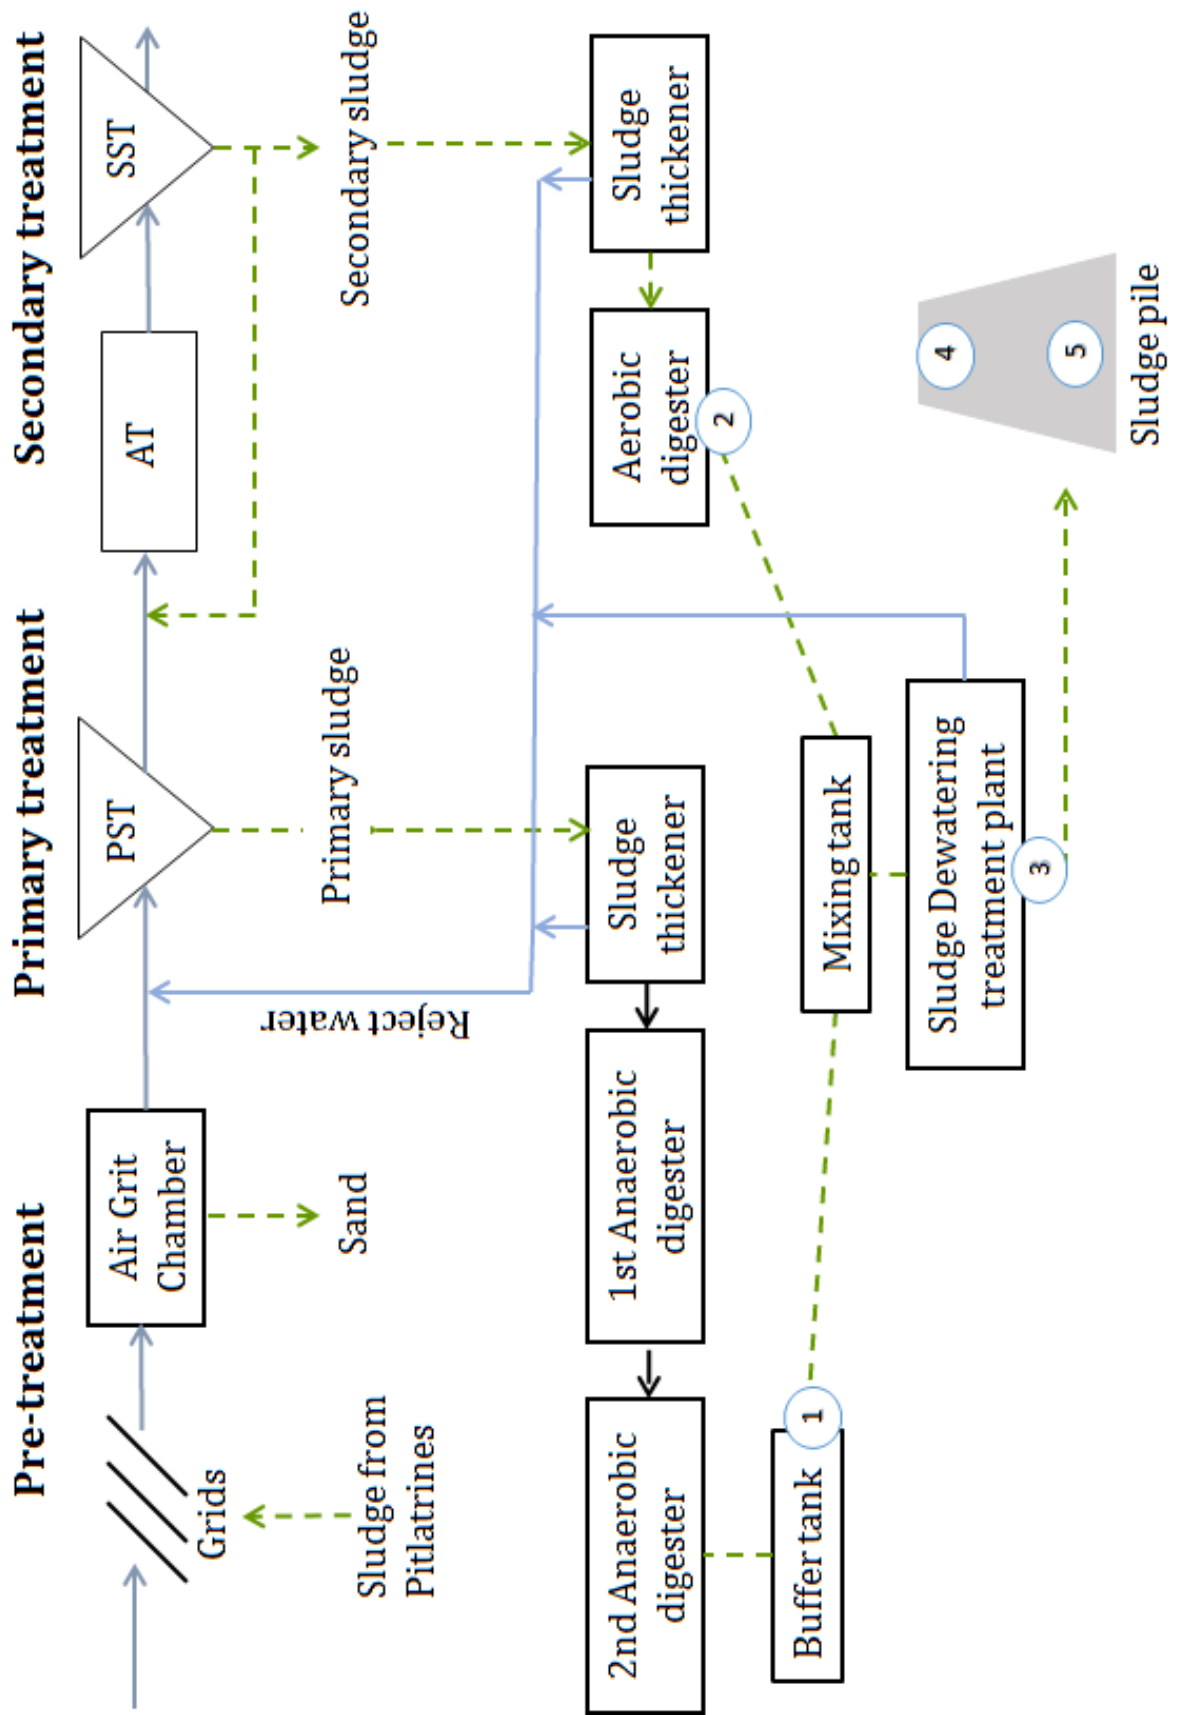 Pre-treatment
Primary treatment
Secondary treatment
Grids
Sludge from
Pitlatrines
Air Grit
Chamber
Sand
PST
Primary sludge
AT
SST
Secondary sludge
Reject water
2nd Anaerobic
digester
1st Anaerobic
digester
Sludge
thickener
Aerobic
digester
2
Sludge
thickener
Buffer tank
1
Mixing tank
Sludge Dewatering
treatment plant
3
4
5
Sludge pile